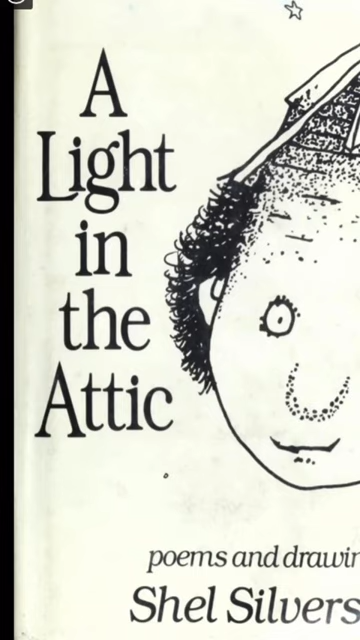 A
Light
in
the
Attic
poems and drawin
Shel Silvers